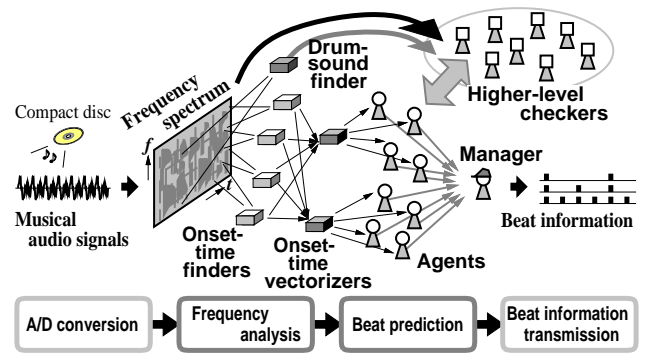 Compact disc
Musical
audio signals
Frequency
spectrum
f
t
Drum-
sound
finder
Onset-
time
finders
Onset-
time
vectorizers
Higher-level
checkers
Manager
Agents
Beat information
A/D conversion
Frequency
analysis
Beat prediction
Beat information
transmission